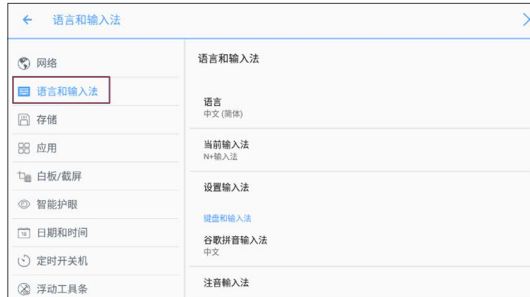 语言和输入法
网络
语言和输入法
存储
应用
白板/截屏
智能护眼
日期和时间
定时开关机
浮动工具条
语言和输入法
语言
中文 (简体)
当前输入法
N+输入法
设置输入法
键盘和输入法
谷歌拼音输入法
中文
注音輸入法